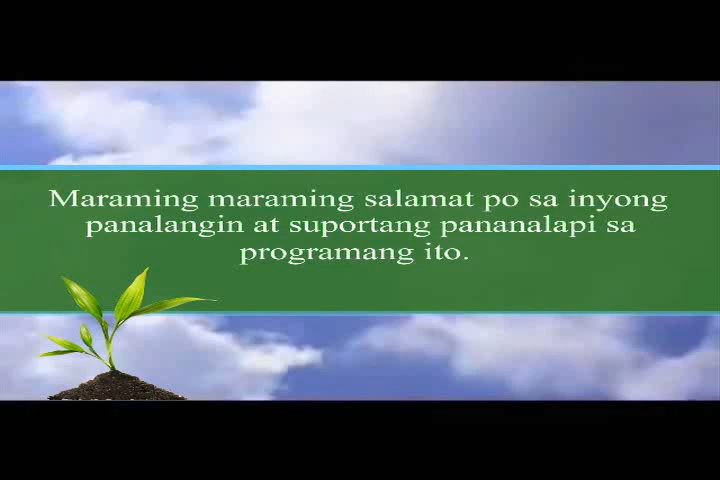 Maraming maraming salamat po sa inyong
panalangin at suportang pananalapi sa
programang ito.